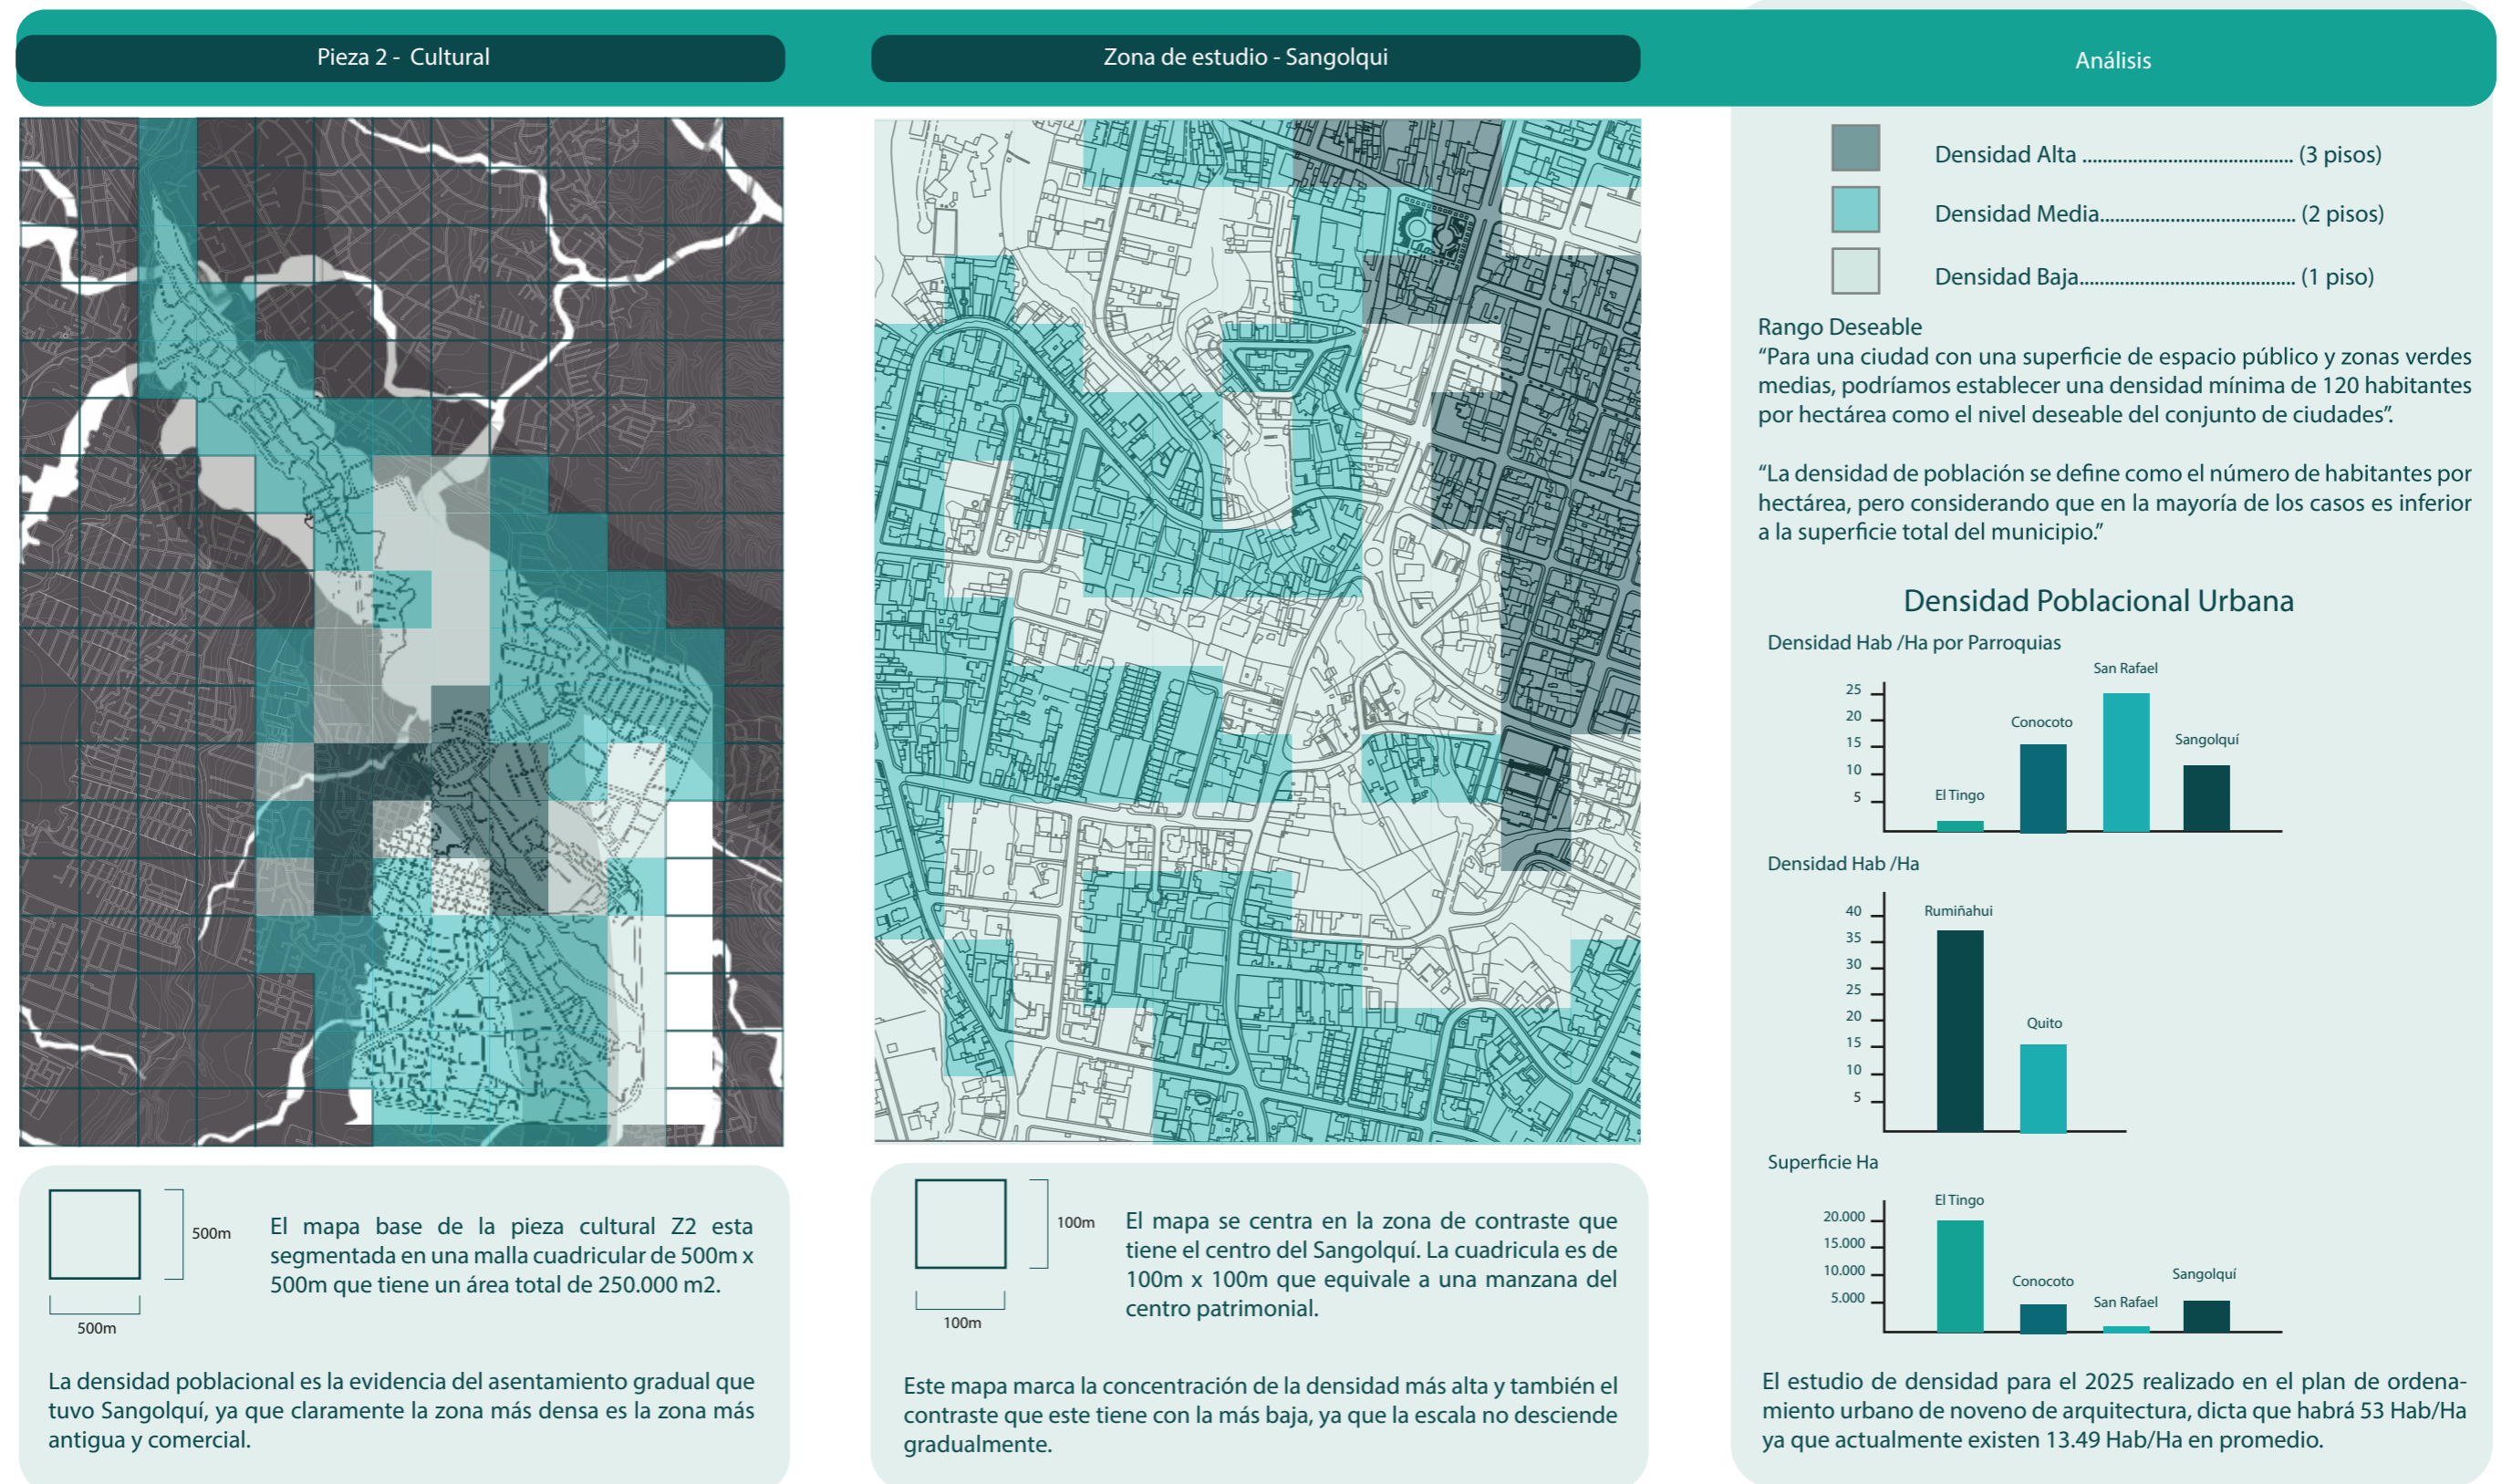 Pieza 2 - Cultural
Zona de estudio - Sangolqui
Análisis
500m
500m
El mapa base de la pieza cultural Z2 esta
segmentada en una malla cuadricular de 500m x
500m que tiene un área total de 250.000 m2.
La densidad poblacional es la evidencia del asentamiento gradual que
tuvo Sangolquí, ya que claramente la zona más densa es la zona más
antigua y comercial.
100m
100m
El mapa se centra en la zona de contraste que
tiene el centro del Sangolquí. La cuadricula es de
100m x 100m que equivale a una manzana del
centro patrimonial.
Este mapa marca la concentración de la densidad más alta y también el
contraste que este tiene con la más baja, ya que la escala no desciende
gradualmente.
Densidad Alta ........................................ (3 pisos)
Densidad Media..................................... (2 pisos)
Densidad Baja......................................... (1 piso)
Rango Deseable
“Para una ciudad con una superficie de espacio público y zonas verdes
medias, podríamos establecer una densidad mínima de 120 habitantes
por hectárea como el nivel deseable del conjunto de ciudades”.
“La densidad de población se define como el número de habitantes por
hectárea, pero considerando que en la mayoría de los casos es inferior
a la superficie total del municipio.”
Densidad Poblacional Urbana
Densidad Hab /Ha por Parroquias
25
20
15
10
5
El Tingo
Conocoto
San Rafael
Sangolquí
Densidad Hab /Ha
40
35
30
25
20
15
10
5
Rumiñahui
Quito
Superficie Ha
20.000
15.000
10.000
5.000
El Tingo
Conocoto
San Rafael
Sangolquí
El estudio de densidad para el 2025 realizado en el plan de ordena-
miento urbano de noveno de arquitectura, dicta que habrá 53 Hab/Ha
ya que actualmente existen 13.49 Hab/Ha en promedio.